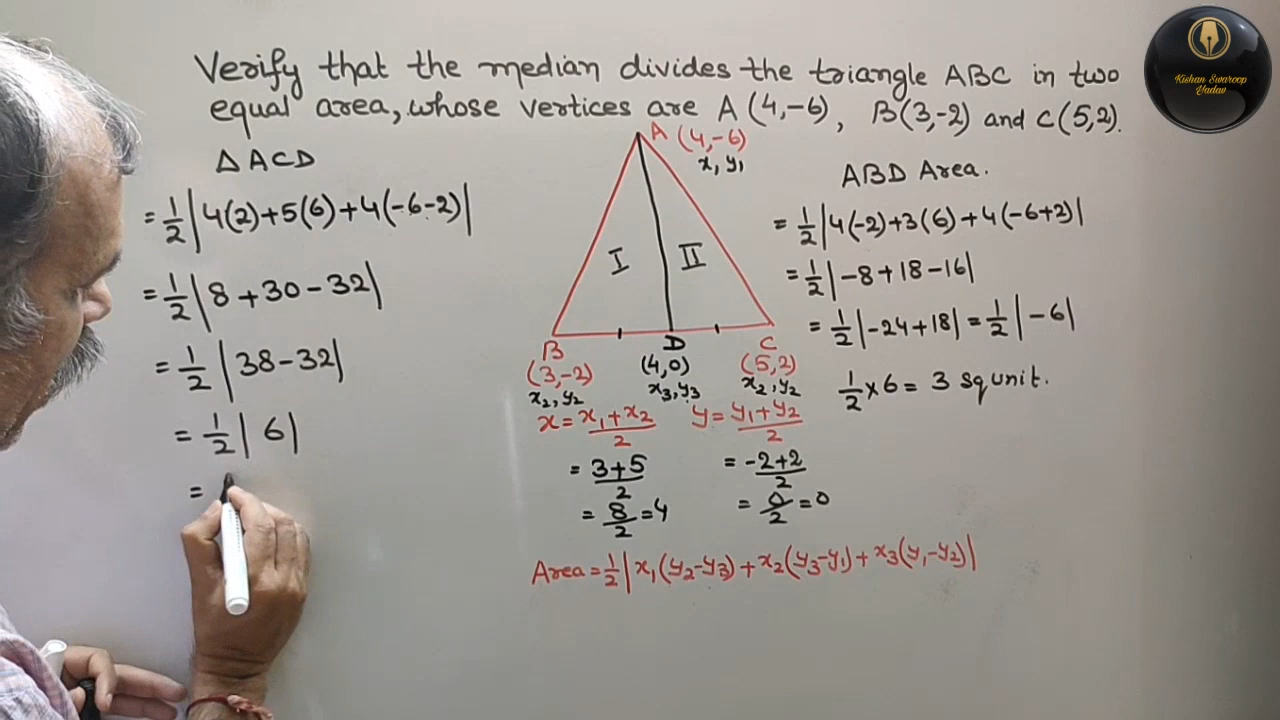 Verify that the median divides the triangle ABC in two
equal area, whose vertices are A (4,-6), B(3,-2) and C(5,2).
Kishan Swaroop
Yadav
Δ ACD
= 1/2 |4(2)+5(6)+4(-6-2)|
= 1/2 |8+30-32|
= 1/2 |38-32|
= 1/2 | 6|
=
A (4,-6)
x, y₁
I
II
B
D
C
(3,-2)
(4,0)
(5,2)
x₂, y₂
x₃, y₃
x₂, y₂
x = x₁+x₂/2
y = y₁+y₂/2
= 3+5/2
= -2+2/2
= 8/2 = 4
= 0/2 = 0
Area = 1/2 | x₁(y₂-y₃) + x₂(y₃-y₁) + x₃(y₁-y₂)|
ABD Area.
= 1/2 |4(-2)+3(6)+4(-6+2)|
= 1/2 |-8+18-16|
= 1/2 |-24+18| = 1/2 |-6|
1/2 × 6 = 3 sq unit.